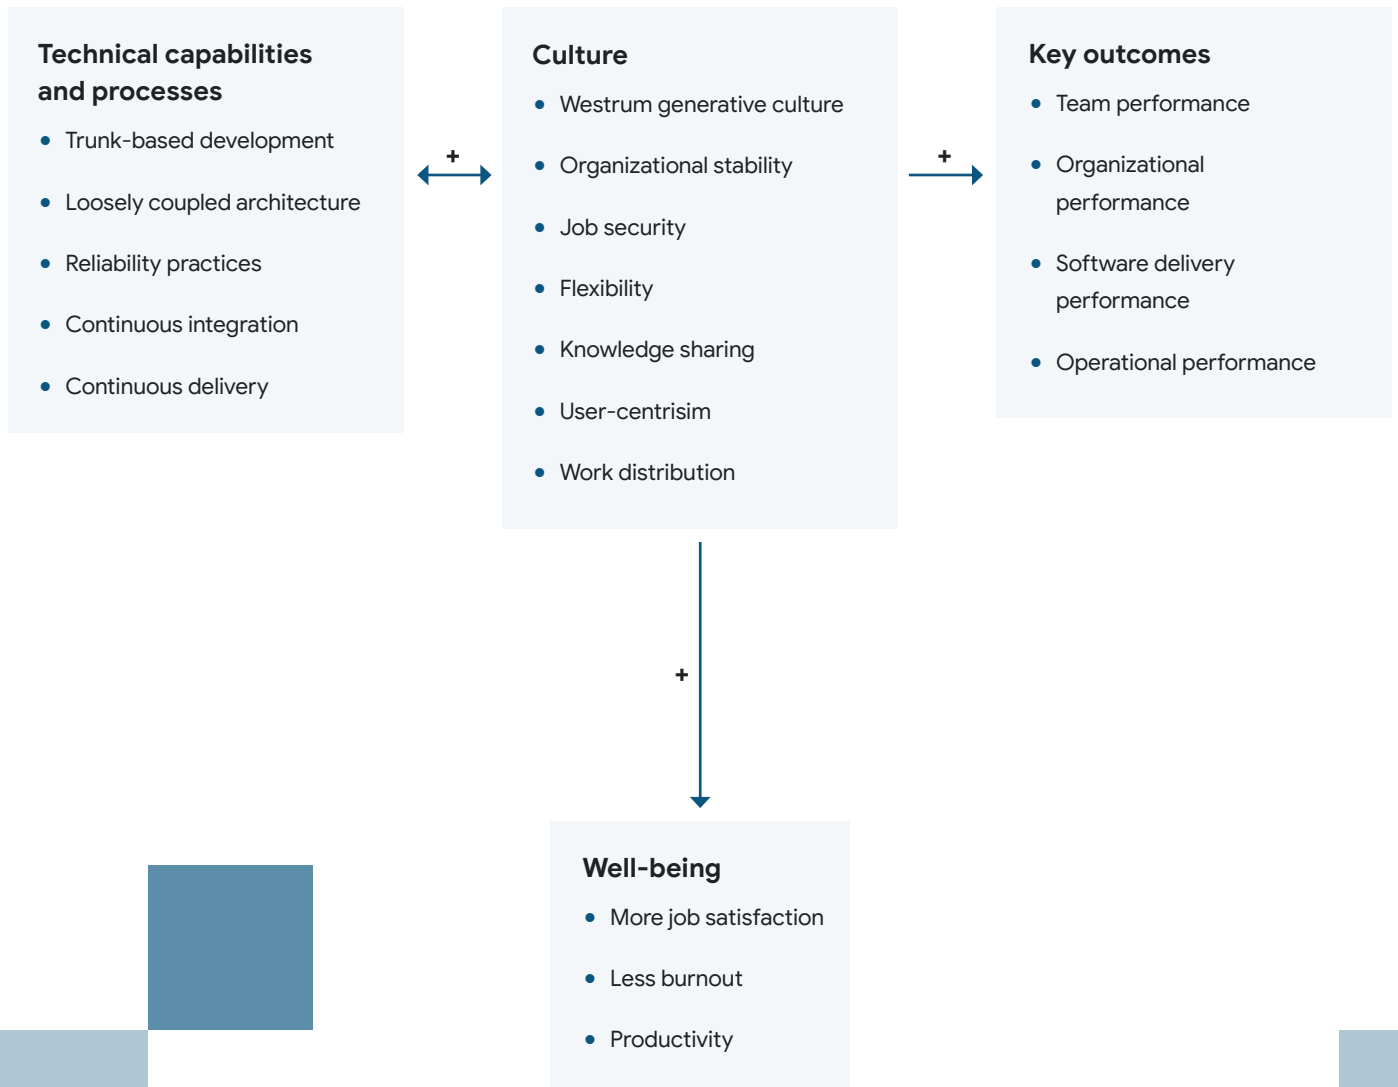 Technical capabilities
and processes
• Trunk-based development
• Loosely coupled architecture
• Reliability practices
• Continuous integration
• Continuous delivery
+
Culture
• Westrum generative culture
• Organizational stability
• Job security
• Flexibility
• Knowledge sharing
• User-centrisim
• Work distribution
+
Key outcomes
• Team performance
• Organizational
performance
• Software delivery
performance
• Operational performance
+
Well-being
• More job satisfaction
• Less burnout
• Productivity